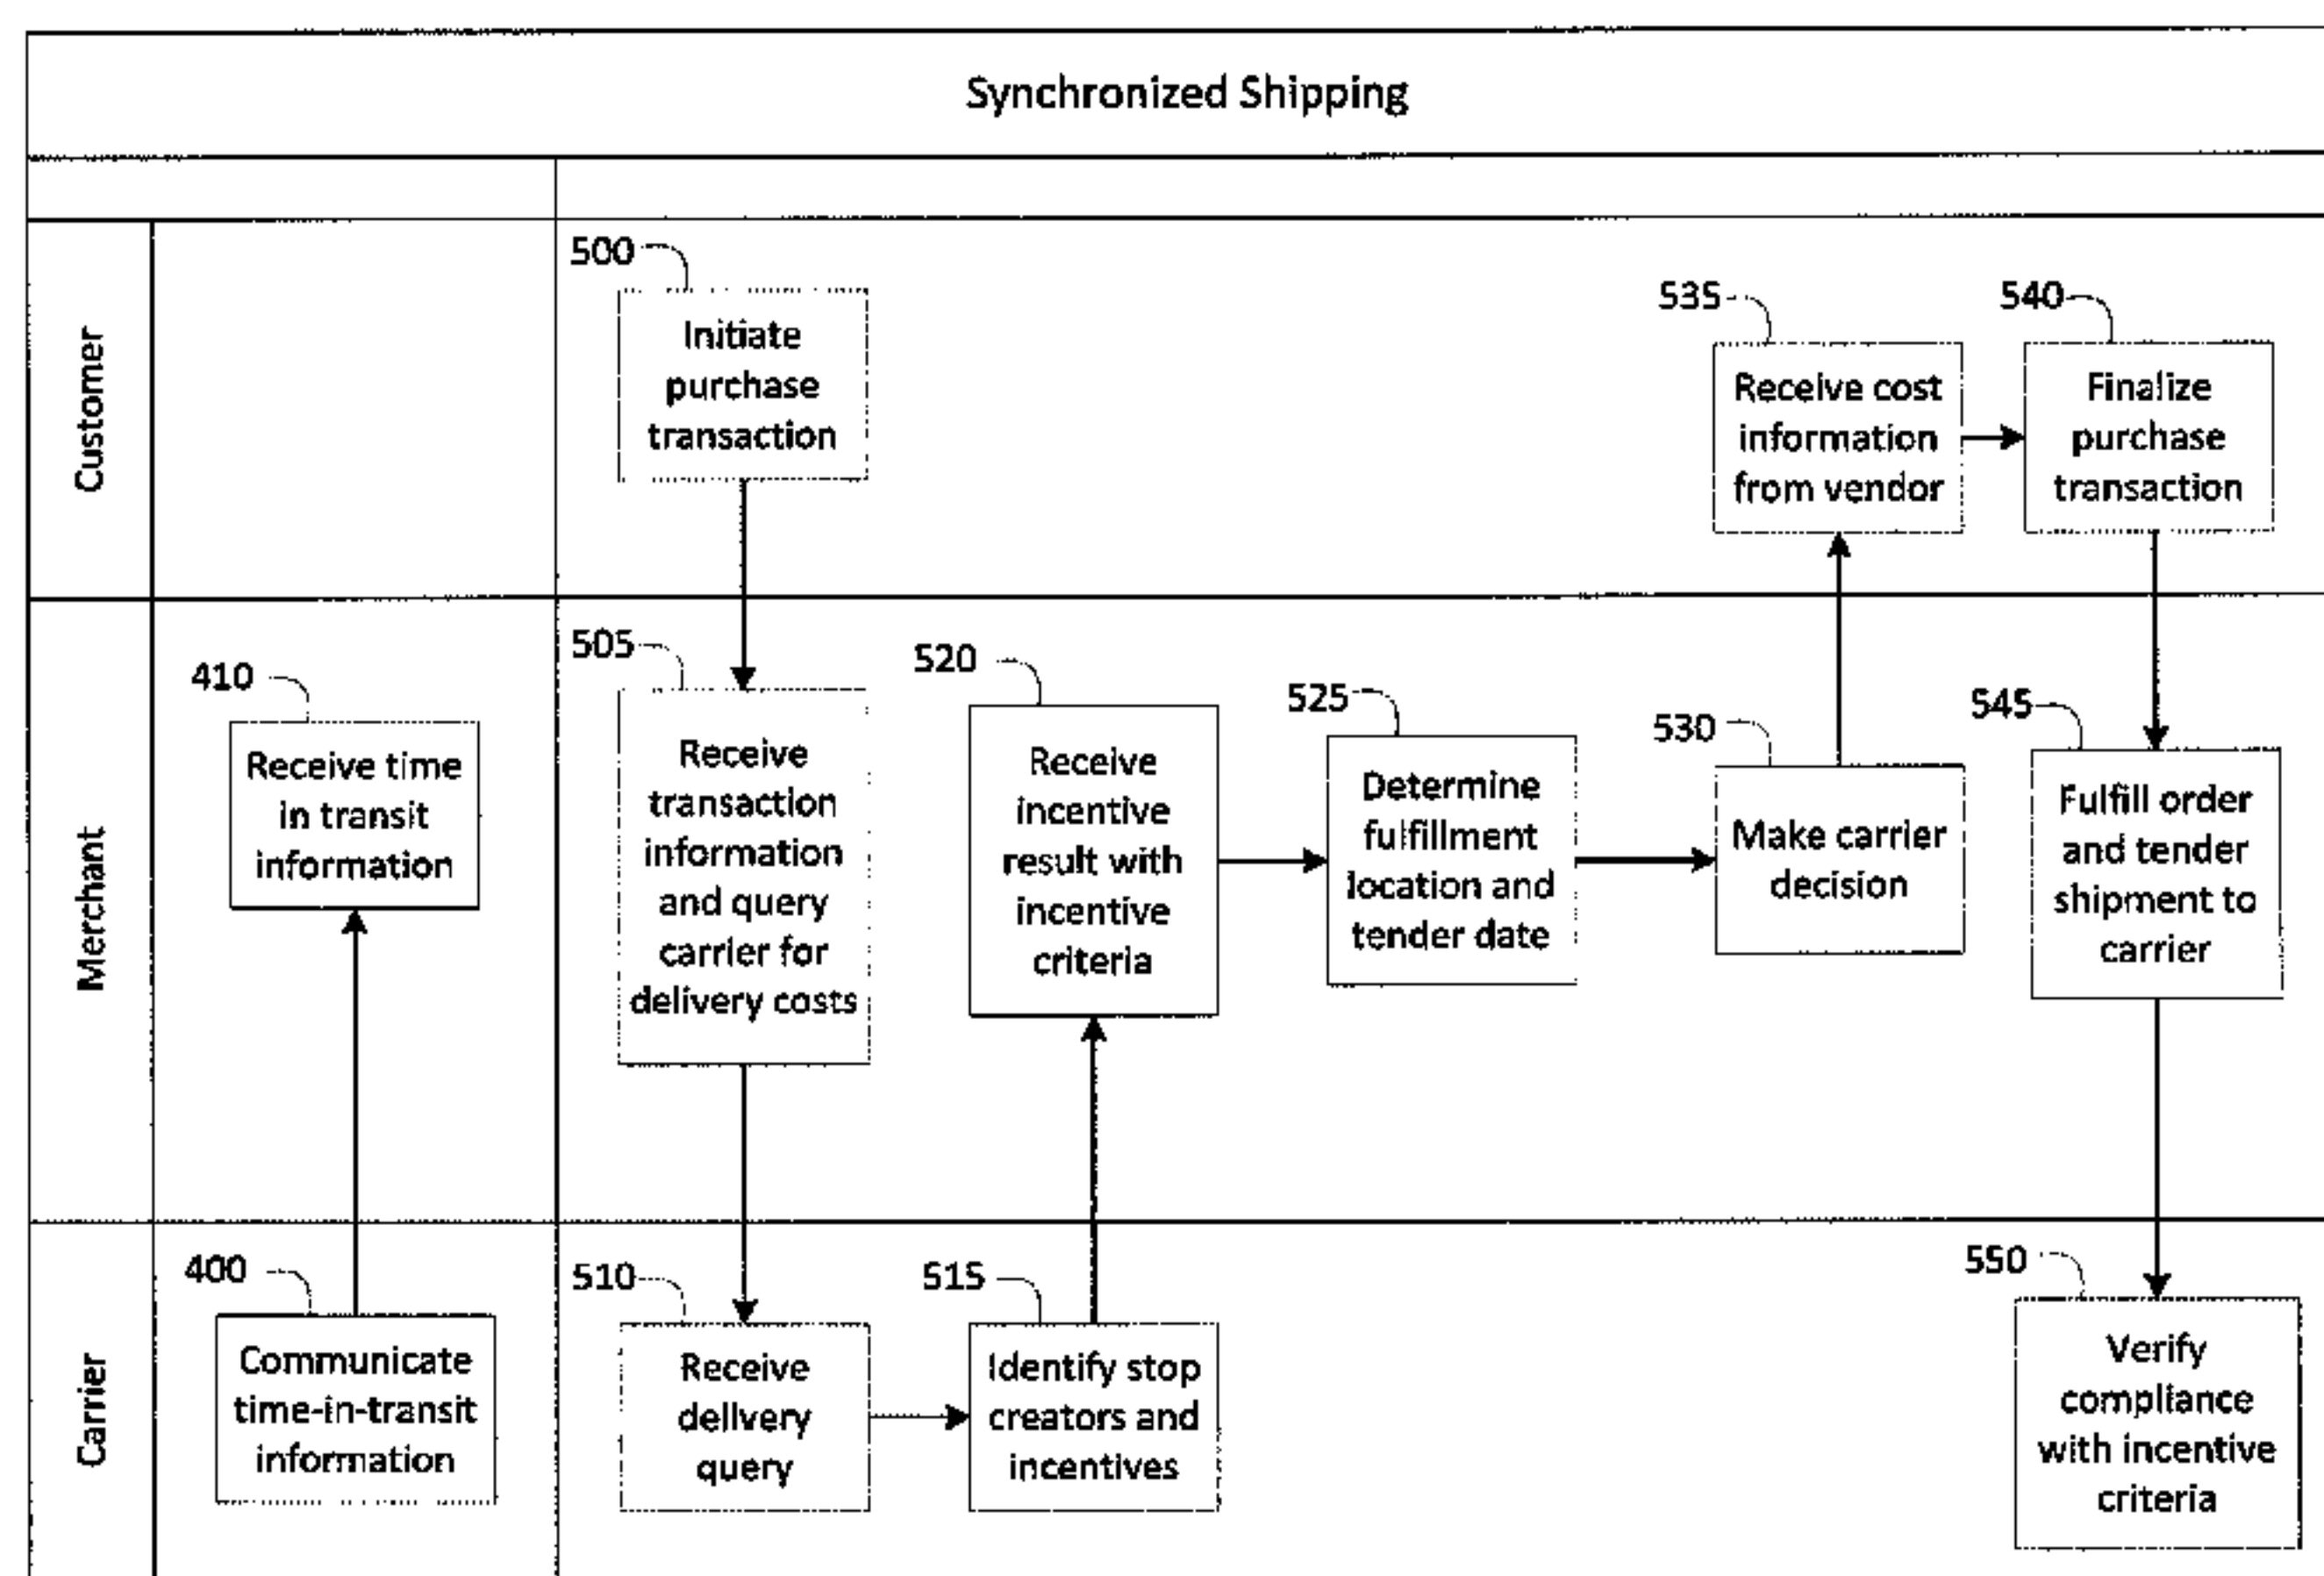 Synchronized Shipping
Customer
500
Initiate
purchase
transaction
535
Receive cost
information
from vendor
540
Finalize
purchase
transaction
Merchant
410
Receive time
in transit
information
505
Receive
transaction
information
and query
carrier for
delivery costs
520
Receive
incentive
result with
incentive
criteria
525
Determine
fulfillment
location and
tender date
530
Make carrier
decision
545
Fulfill order
and tender
shipment to
carrier
Carrier
400
Communicate
time-in-transit
information
510
Receive
delivery
query
515
Identify stop
creators and
incentives
550
Verify
compliance
with incentive
criteria